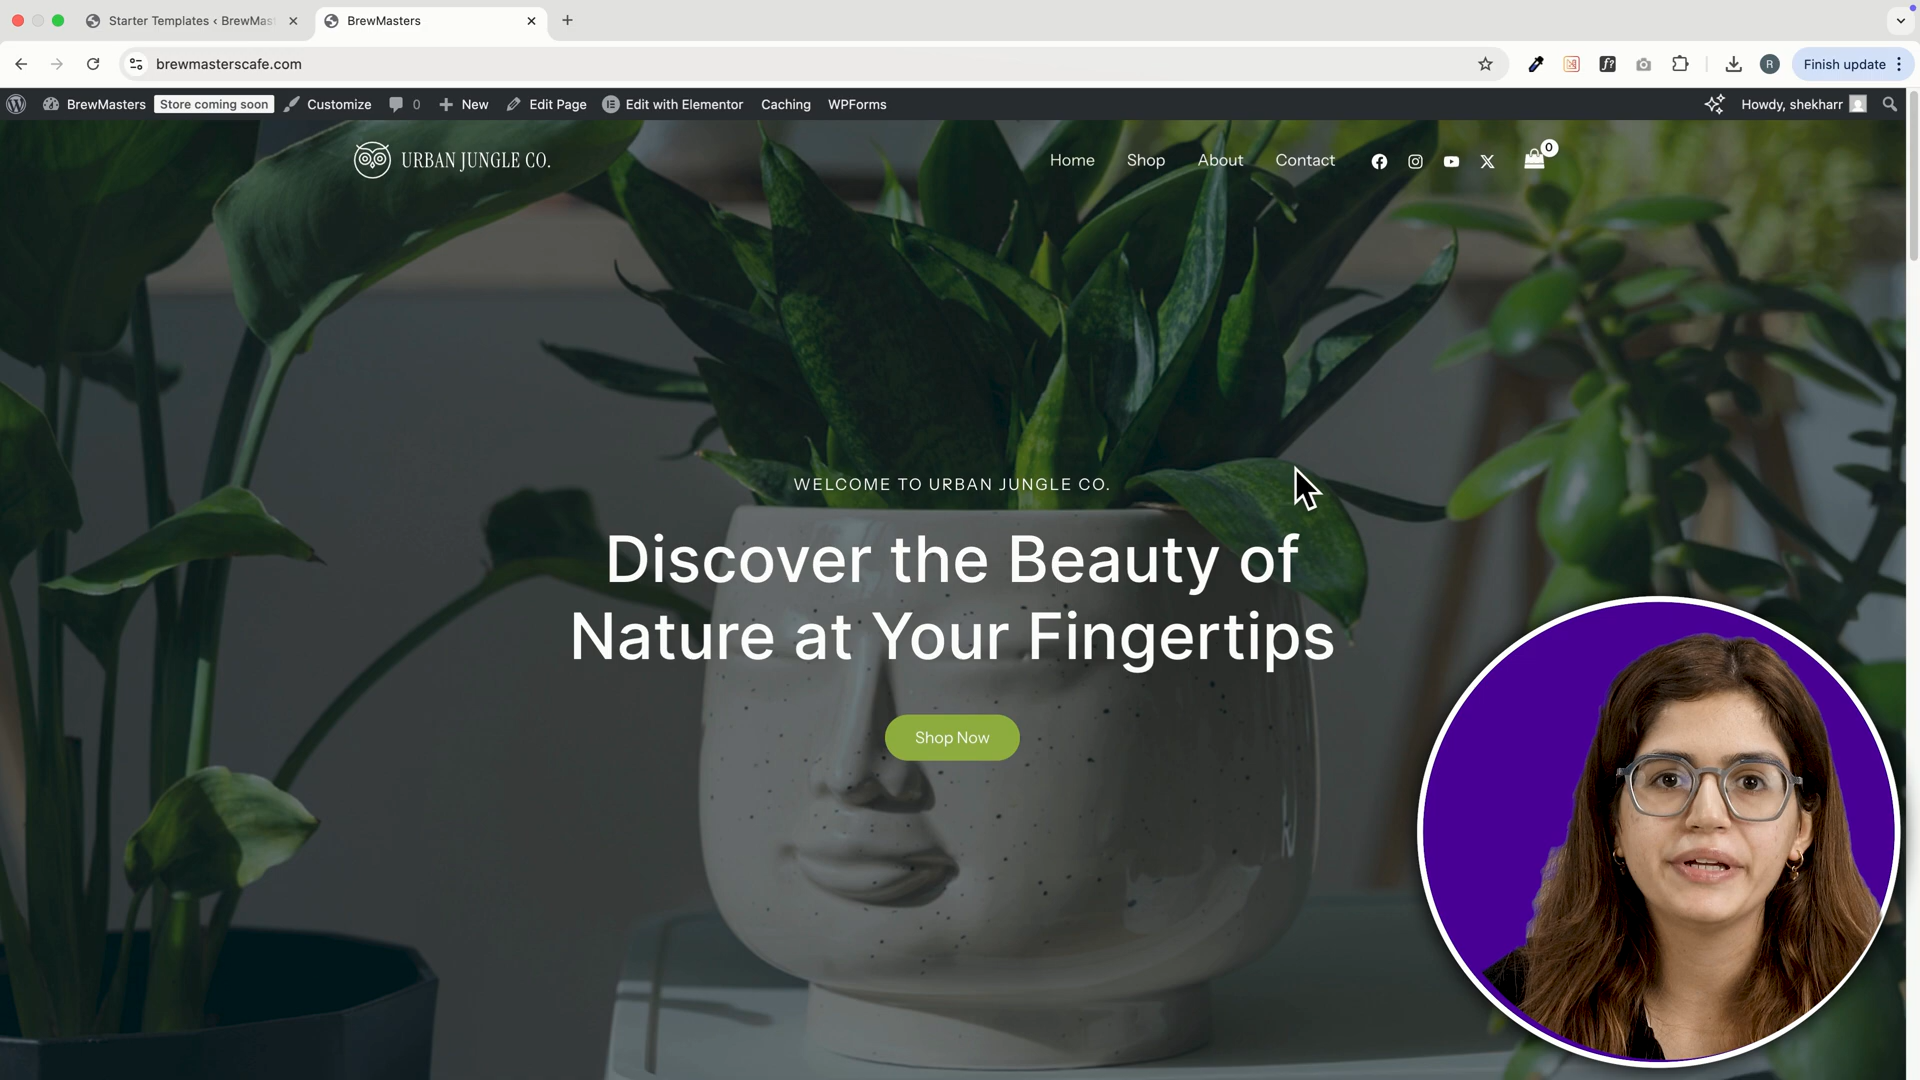 Starter Templates ‹ BrewMas
BrewMasters
brewmasterscafe.com
R
Finish update
BrewMasters
Store coming soon
Customize
0
New
Edit Page
Edit with Elementor
Caching
WPForms
Howdy, shekharr
URBAN JUNGLE CO.
Home
Shop
About
Contact
0
WELCOME TO URBAN JUNGLE CO.
Discover the Beauty of
Nature at Your Fingertips
Shop Now